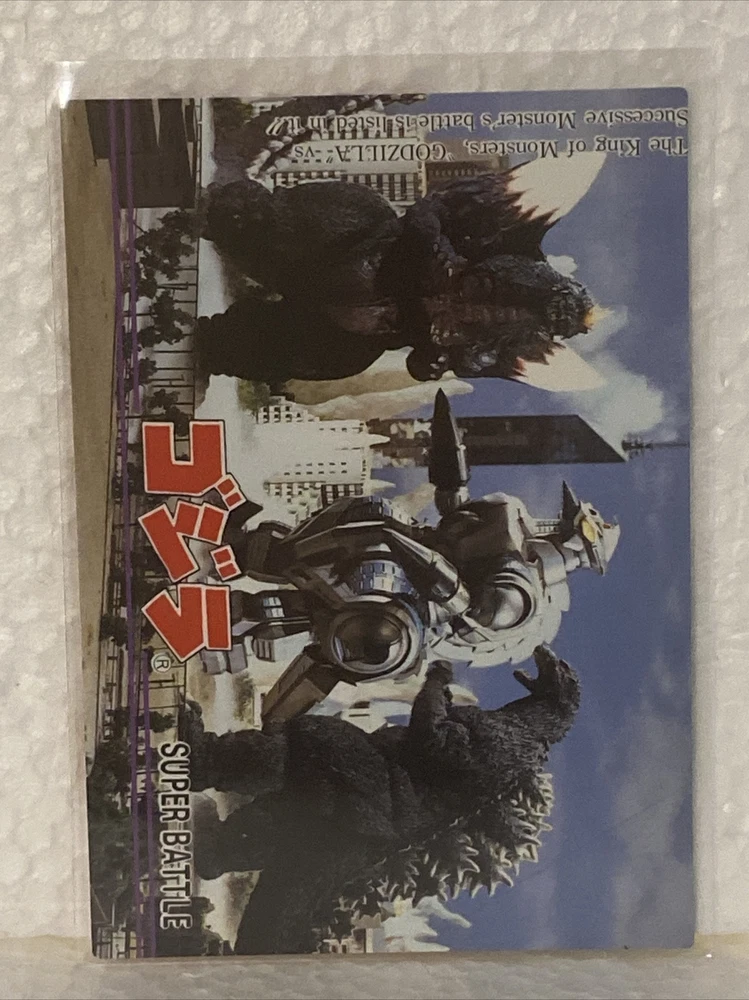 The King of Monsters, "GODZILLA" vs
Successive Monster's battle is listed in it!!
ゴジラ®
SUPER BATTLE